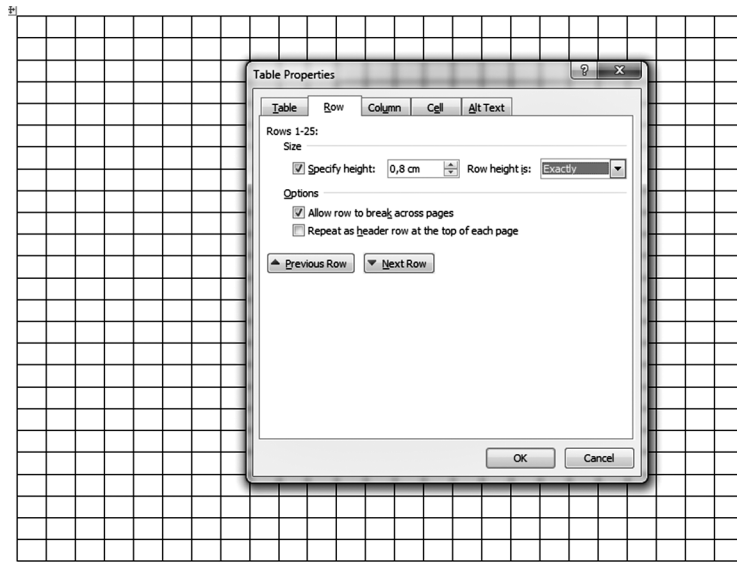 Table Properties
Table Row Column Cell Alt Text
Rows 1-25:
Size
Specify height: 0,8 cm Row height is: Exactly
Options
Allow row to break across pages
Repeat as header row at the top of each page
Previous Row Next Row
OK Cancel